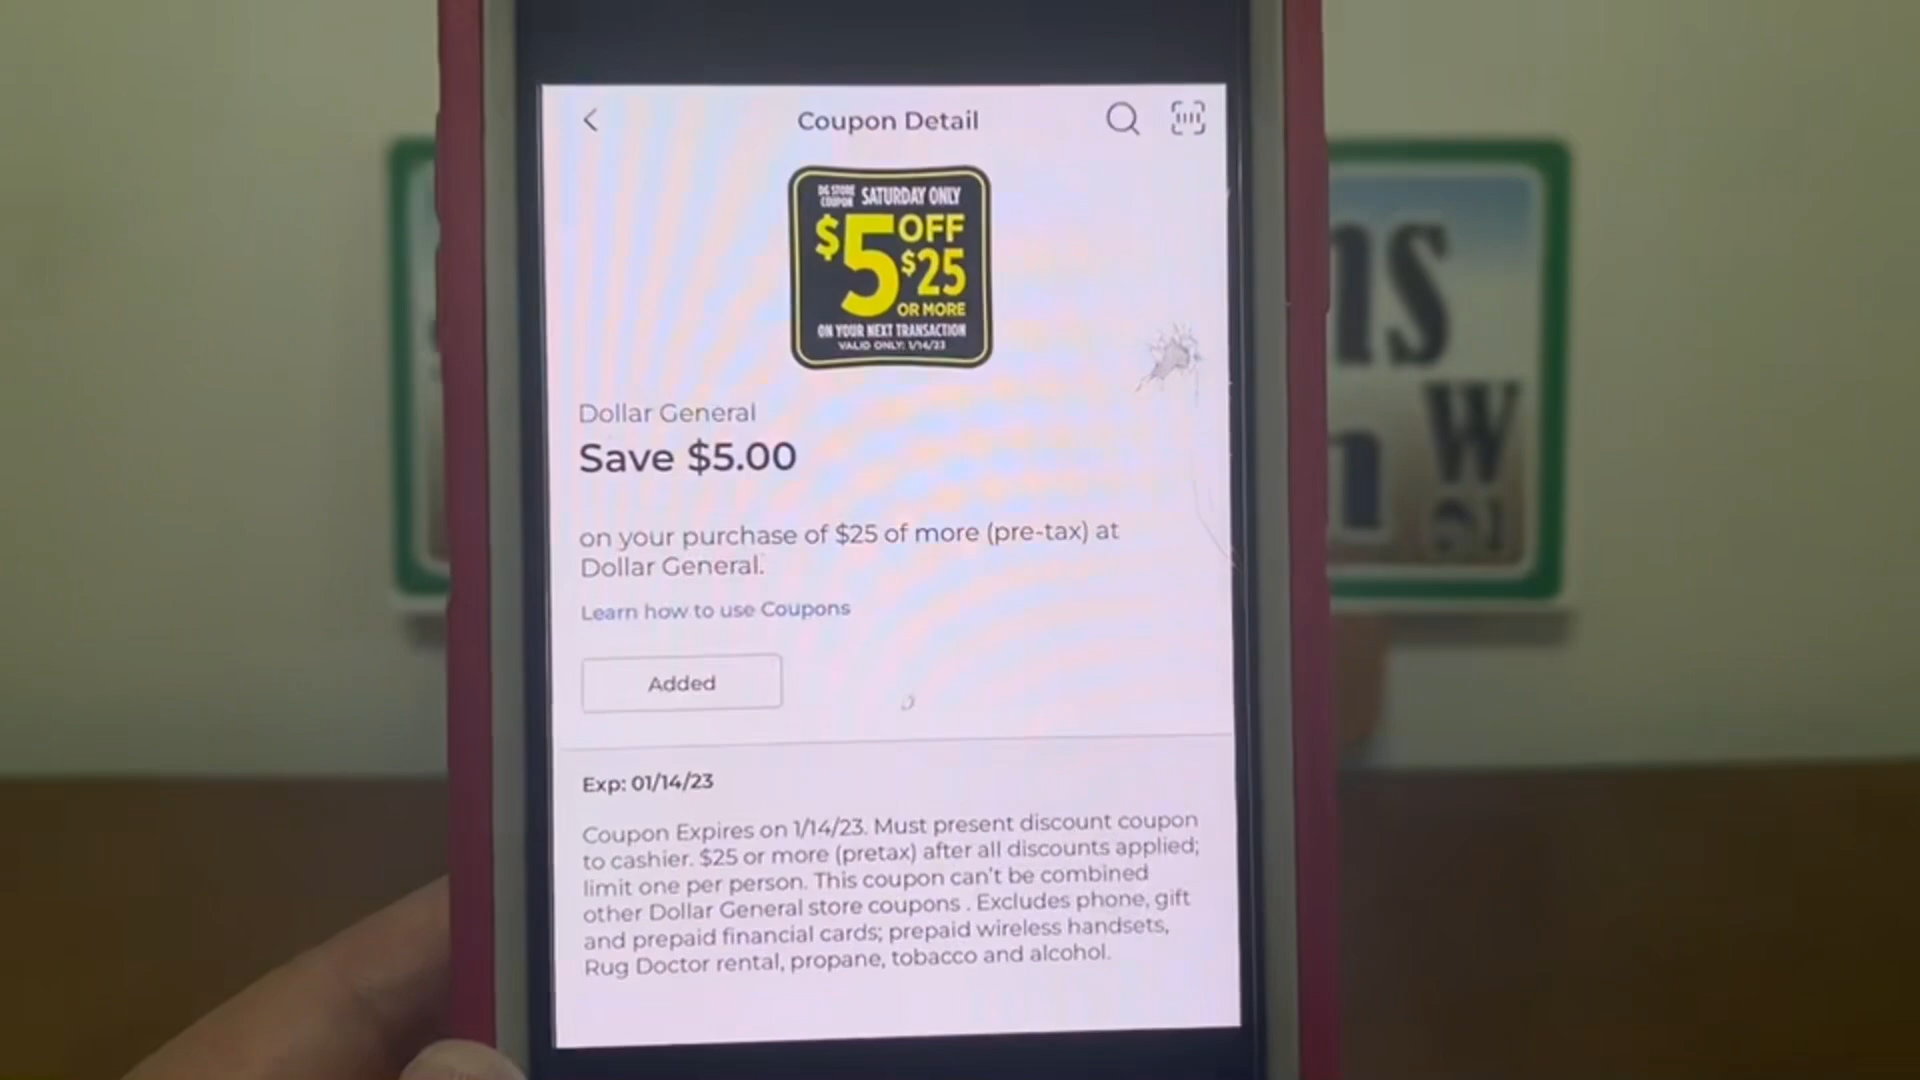 Coupon Detail
DG STORE
COUPON
SATURDAY ONLY
$5 OFF
$25
OR MORE
ON YOUR NEXT TRANSACTION
VALID ONLY: 1/14/23
Dollar General
Save $5.00
on your purchase of $25 of more (pre-tax) at
Dollar General.
Learn how to use Coupons
Added
Exp: 01/14/23
Coupon Expires on 1/14/23. Must present discount coupon
to cashier. $25 or more (pretax) after all discounts applied;
limit one per person. This coupon can't be combined
other Dollar General store coupons . Excludes phone, gift
and prepaid financial cards; prepaid wireless handsets,
Rug Doctor rental, propane, tobacco and alcohol.